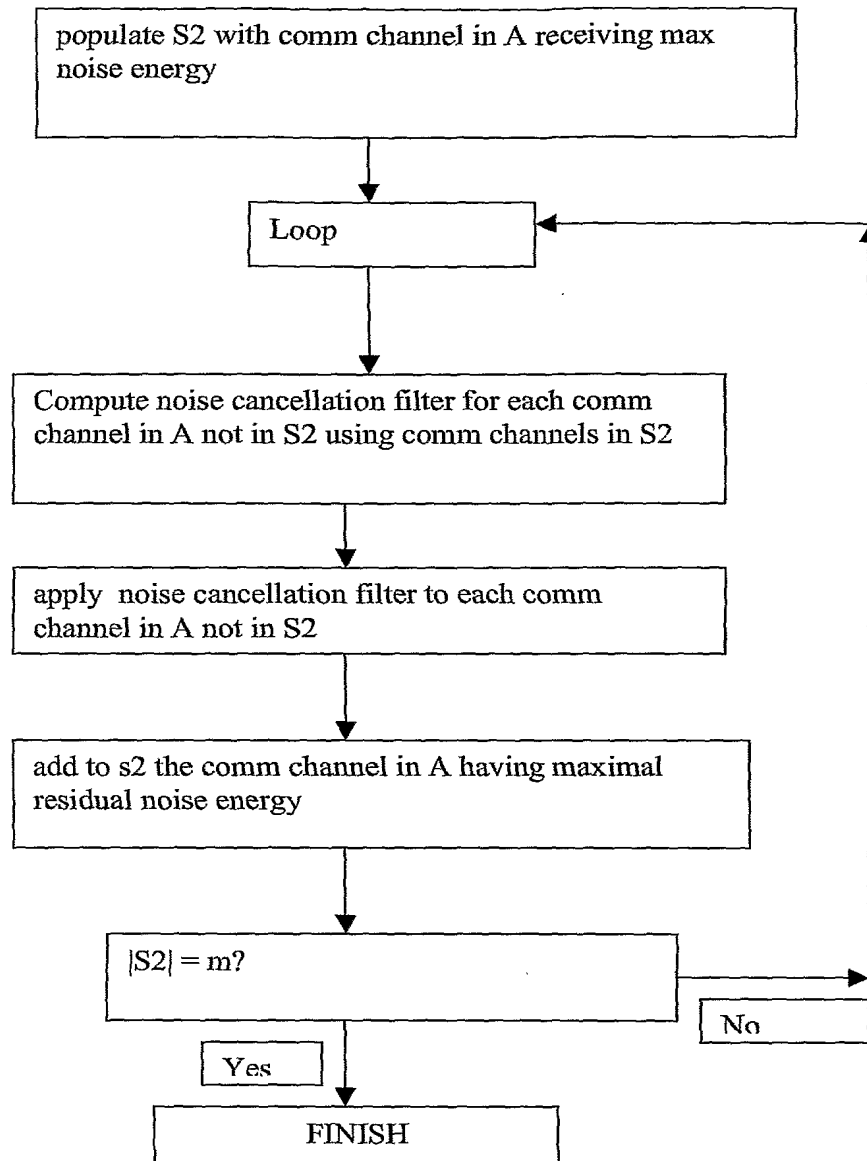 populate S2 with comm channel in A receiving max
noise energy
Loop
Compute noise cancellation filter for each comm
channel in A not in S2 using comm channels in S2
apply noise cancellation filter to each comm
channel in A not in S2
add to s2 the comm channel in A having maximal
residual noise energy
|S2| = m?
No
Yes
FINISH